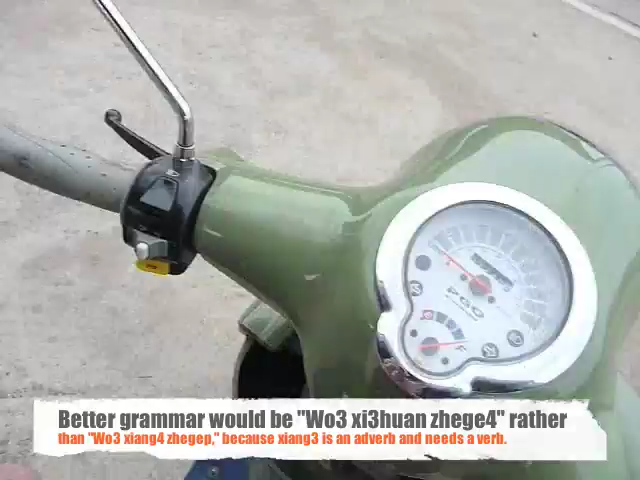 PGO
Better grammar would be "Wo3 xi3huan zhege4" rather
than "Wo3 xiang4 zhegep," because xiang3 is an adverb and needs a verb.